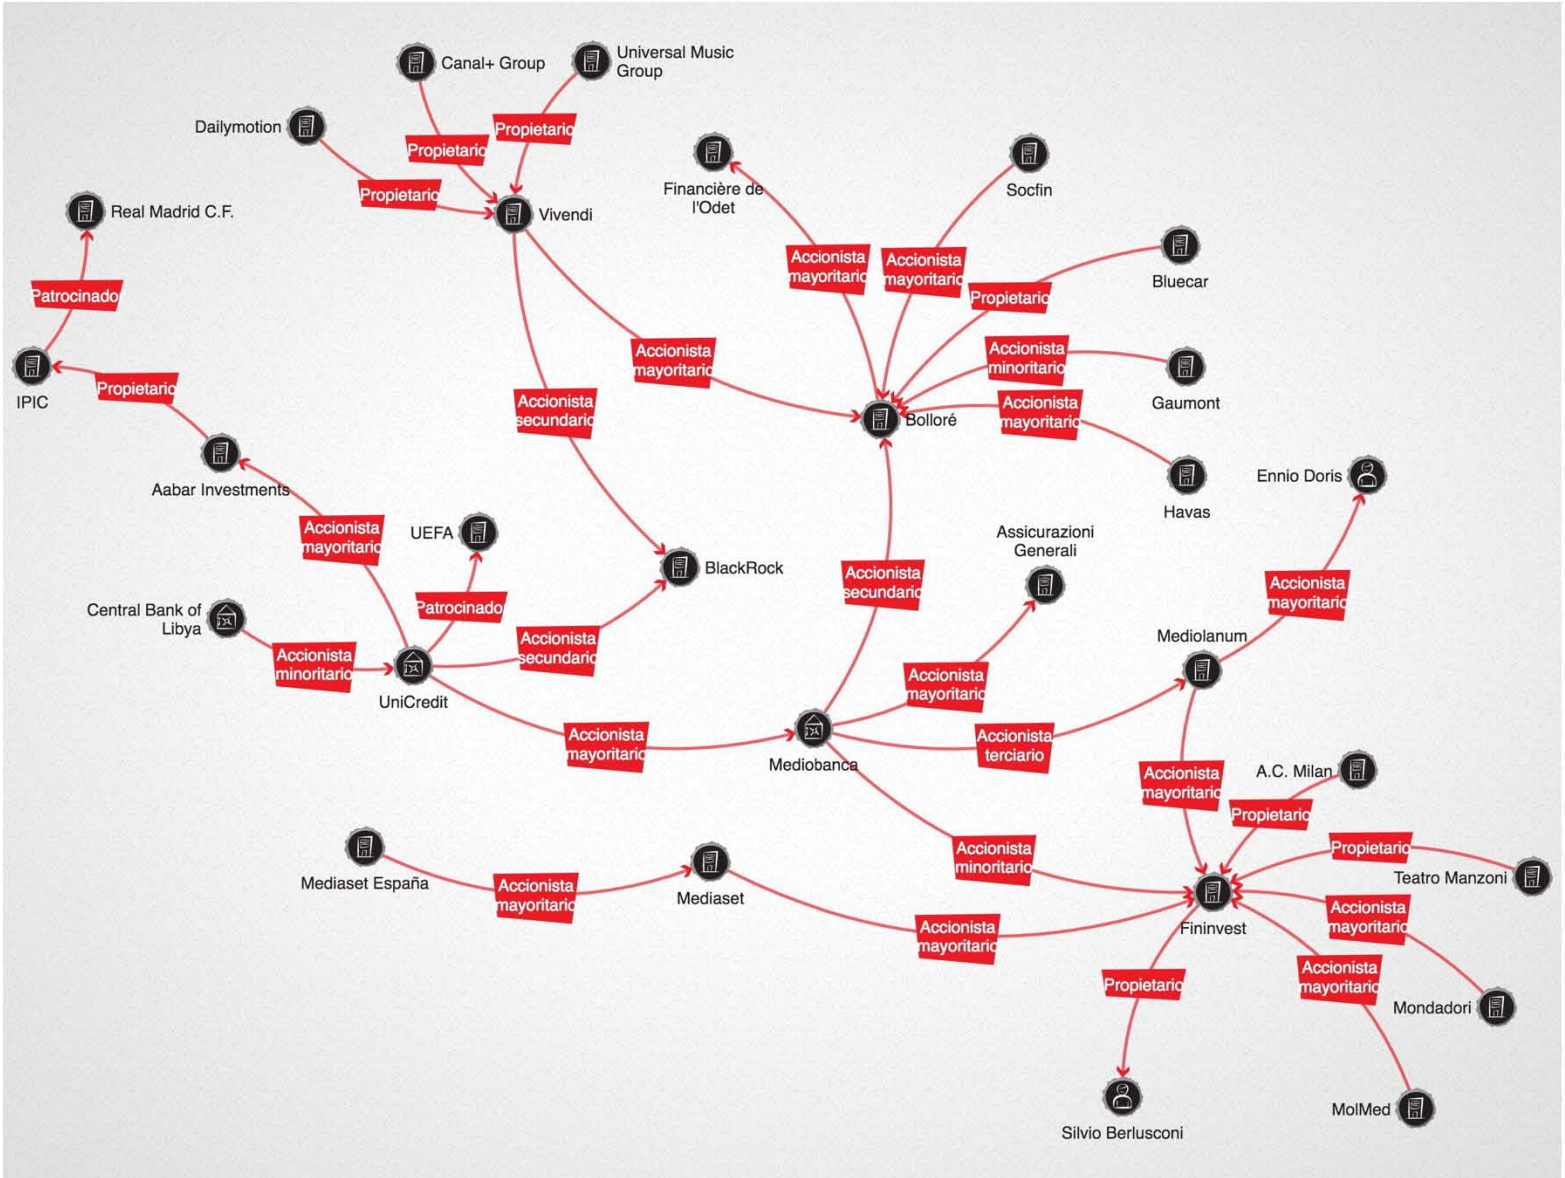 Canal+ Group
Universal Music
Group
Dailymotion
Propietario
Propietario
Propietario
Vivendi
Real Madrid C.F.
Patrocinado
IPIC
Propietario
Aabar Investments
Financière de
l'Odet
Socfin
Bluecar
Accionista
mayoritario
Accionista
mayoritario
Propietario
Accionista
mayoritario
Accionista
minoritario
Gaumont
Accionista
secundario
Accionista
mayoritario
Bolloré
Havas
Ennio Doris
Accionista
mayoritario
UEFA
Assicurazioni
Generali
BlackRock
Accionista
secundario
Accionista
mayoritario
Central Bank of
Libya
Patrocinado
Accionista
minoritario
Accionista
secundario
Mediolanum
UniCredit
Accionista
mayoritario
Accionista
mayoritario
Accionista
terciario
Mediobanca
Accionista
mayoritario
A.C. Milan
Propietario
Accionista
minoritario
Propietario
Teatro Manzoni
Mediaset España
Accionista
mayoritario
Mediaset
Accionista
mayoritario
Fininvest
Accionista
mayoritario
Accionista
mayoritario
Propietario
Mondadori
MolMed
Silvio Berlusconi